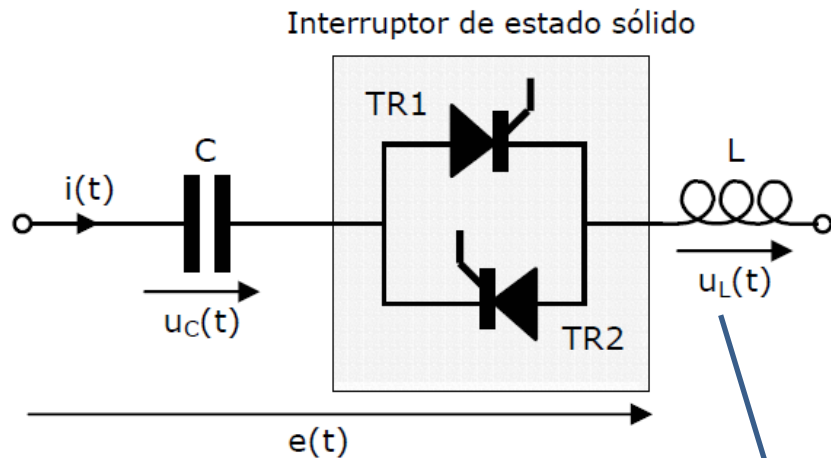 Interruptor de estado sólido
TR1
C
L
i(t)
uC(t)
uL(t)
TR2
e(t)